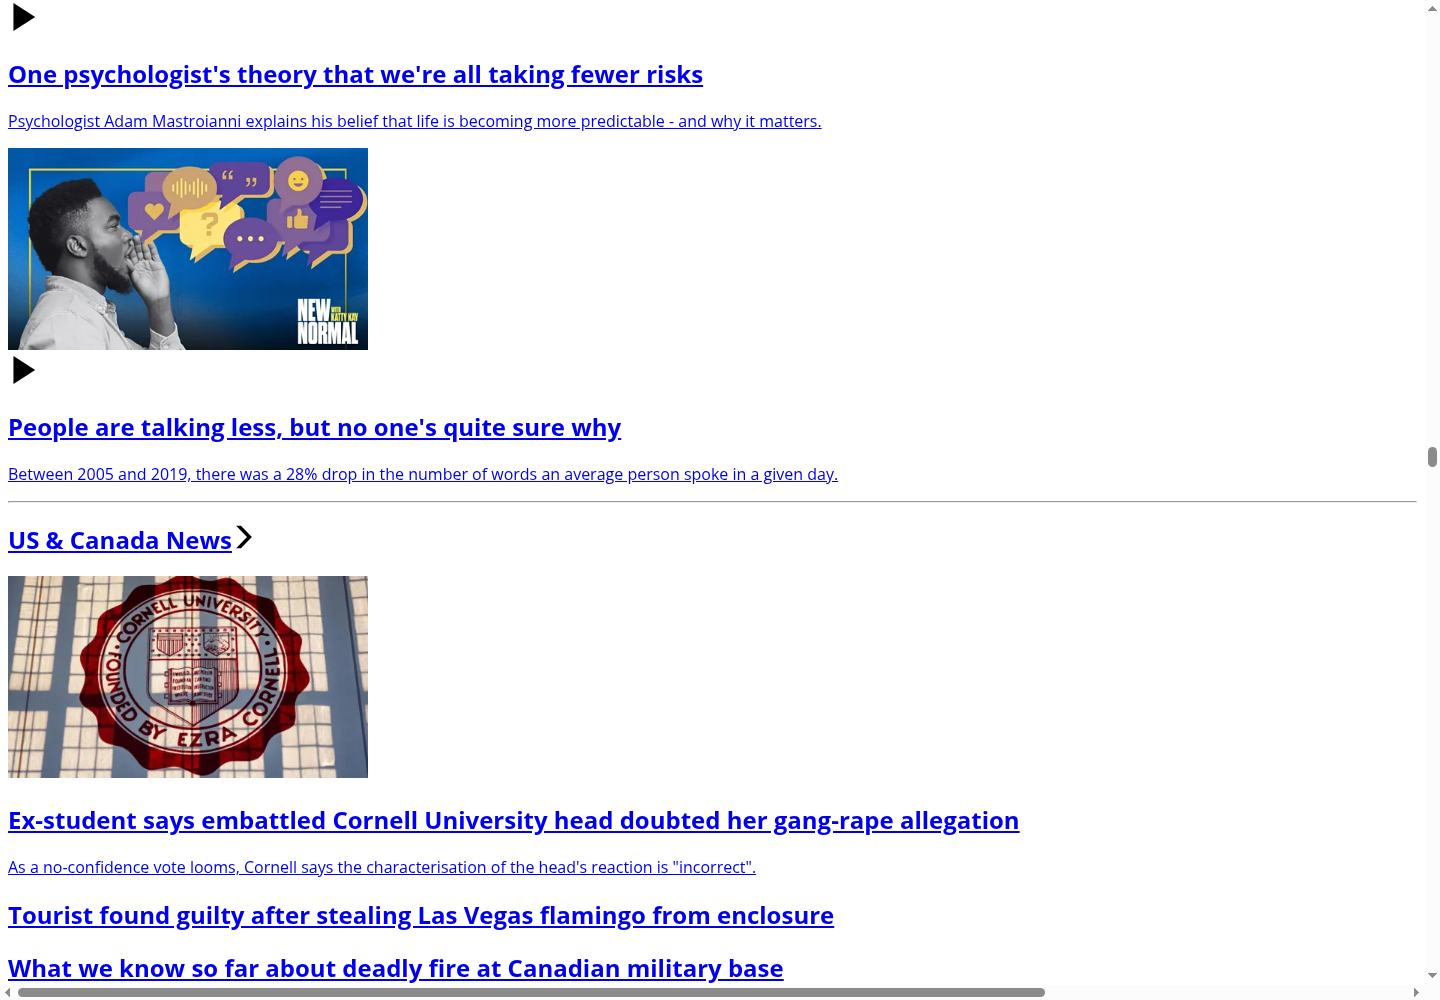 One psychologist's theory that we're all taking fewer risks
Psychologist Adam Mastroianni explains his belief that life is becoming more predictable - and why it matters.
“ ”
?
NEW
WITH
KATTY KAY
NORMAL
People are talking less, but no one's quite sure why
Between 2005 and 2019, there was a 28% drop in the number of words an average person spoke in a given day.
US & Canada News
CORNELL UNIVERSITY
FOUNDED BY EZRA CORNELL
Ex-student says embattled Cornell University head doubted her gang-rape allegation
As a no-confidence vote looms, Cornell says the characterisation of the head's reaction is "incorrect".
Tourist found guilty after stealing Las Vegas flamingo from enclosure
What we know so far about deadly fire at Canadian military base